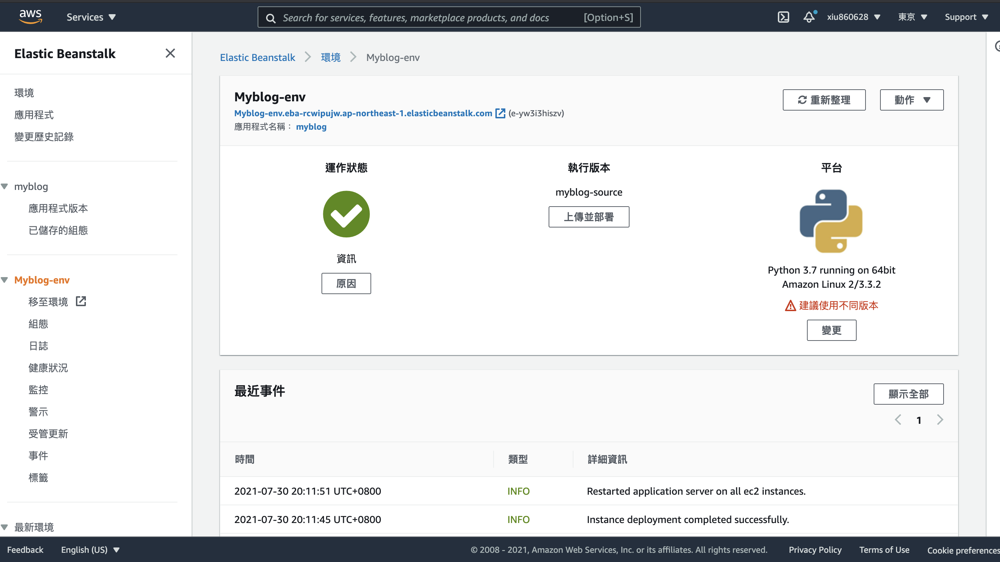 aws
Services
Search for services, features, marketplace products, and docs [Option+S]
xiu860628
東京
Support
Elastic Beanstalk
環境
應用程式
變更歷史記錄
myblog
應用程式版本
已儲存的組態
Myblog-env
移至環境
組態
日誌
健康狀況
監控
警示
受管更新
事件
標籤
最新環境
Elastic Beanstalk 環境 Myblog-env
Myblog-env
Myblog-env.eba-rcwipujw.ap-northeast-1.elasticbeanstalk.com (e-yw3i3hiszv)
應用程式名稱： myblog
重新整理
動作
運作狀態
資訊
原因
執行版本
myblog-source
上傳並部署
平台
Python 3.7 running on 64bit
Amazon Linux 2/3.3.2
建議使用不同版本
變更
最近事件
顯示全部
1
時間 類型 詳細資訊
2021-07-30 20:11:51 UTC+0800 INFO Restarted application server on all ec2 instances.
2021-07-30 20:11:45 UTC+0800 INFO Instance deployment completed successfully.
Feedback English (US) © 2008 - 2021, Amazon Web Services, Inc. or its affiliates. All rights reserved. Privacy Policy Terms of Use Cookie preferences